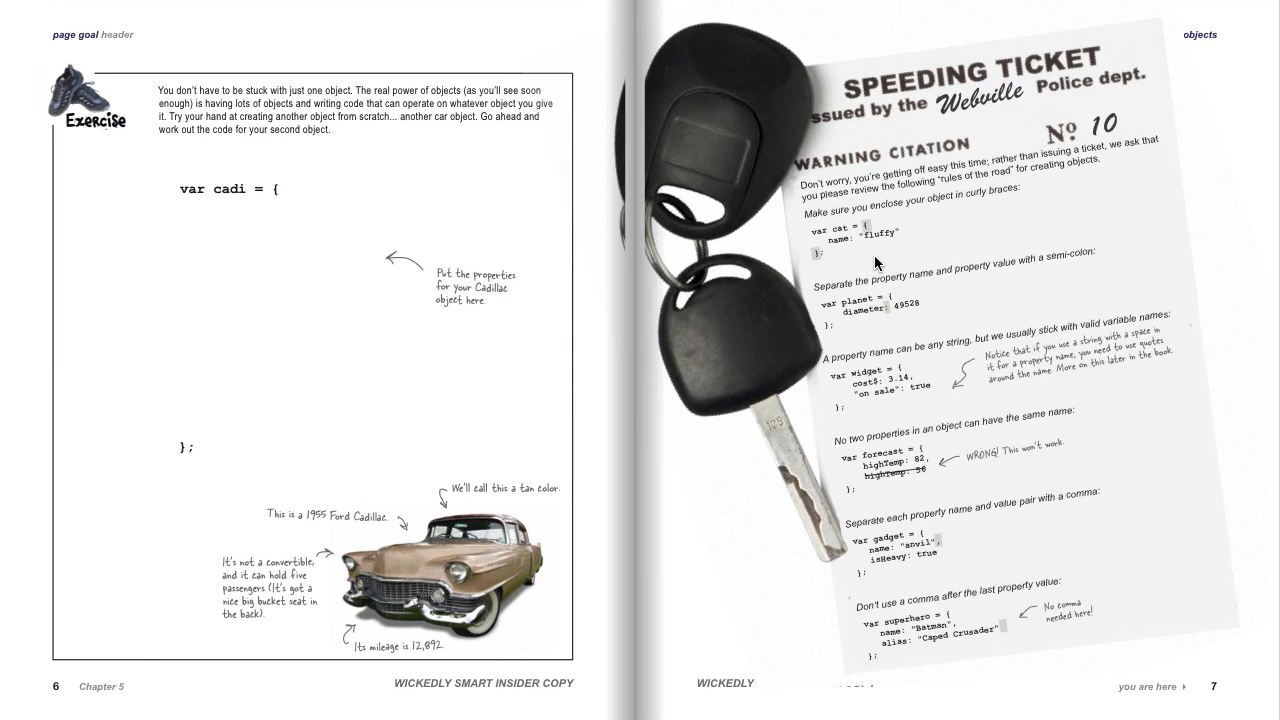 page goal header
You don't have to be stuck with just one object. The real power of objects (as you'll see soon
enough) is having lots of objects and writing code that can operate on whatever object you give
it. Try your hand at creating another object from scratch... another car object. Go ahead and
work out the code for your second object.
Exercise
var cadi = {
Put the properties
for your Cadillac
object here.
};
We'll call this a tan color.
This is a 1955 Ford Cadillac.
It's not a convertible,
and it can hold five
passengers (It's got a
nice big bucket seat in
the back).
Its mileage is 12,892.
6 Chapter 5
WICKEDLY SMART INSIDER COPY
objects
SPEEDING TICKET
ssued by the Webville Police dept.
No 10
WARNING CITATION
Don't worry, you're getting off easy this time; rather than issuing a ticket, we ask that
you please review the following "rules of the road" for creating objects.
Make sure you enclose your object in curly braces:
var cat = {
name: "fluffy"
};
Separate the property name and property value with a semi-colon:
var planet = {
diameter: 49528
};
A property name can be any string, but we usually stick with valid variable names:
var widget = {
cost$: 3.14,
"on sale": true
};
Notice that if you use a string with a space in
it for a property name, you need to use quotes
around the name. More on this later in the book.
No two properties in an object can have the same name:
var forecast = {
highTemp: 82,
highTemp: 56
};
WRONG! This won't work.
Separate each property name and value pair with a comma:
var gadget = {
name: "anvil",
isHeavy: true
};
Don't use a comma after the last property value:
var superhero = {
name: "Batman",
alias: "Caped Crusader"
};
No comma
needed here!
WICKEDLY
you are here 7